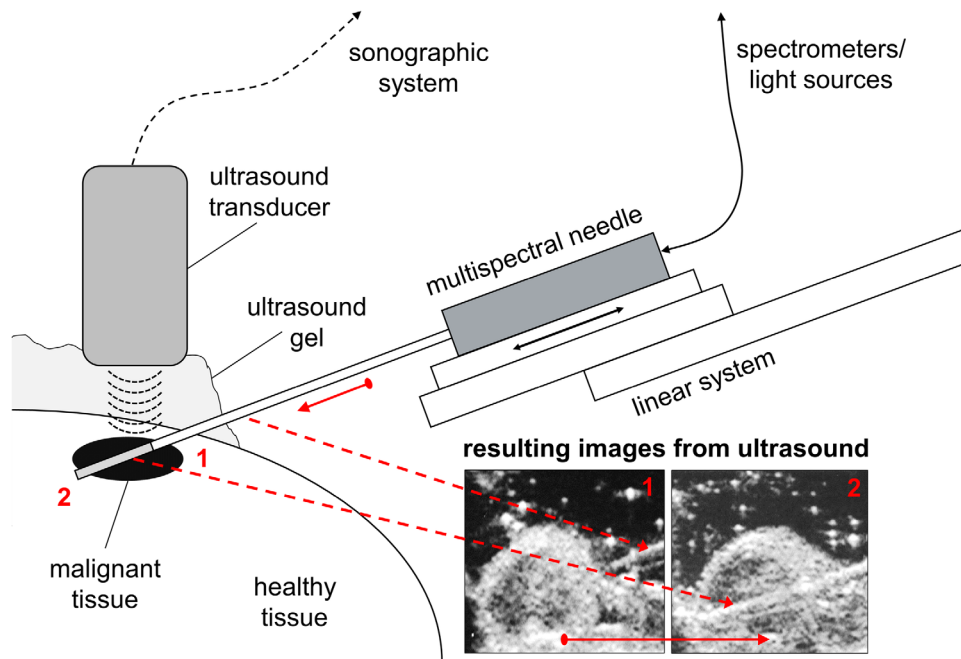 sonographic
system
spectrometers/
light sources
ultrasound
transducer
multispectral needle
ultrasound
gel
linear system
resulting images from ultrasound
1
2
1
2
malignant
tissue
healthy
tissue